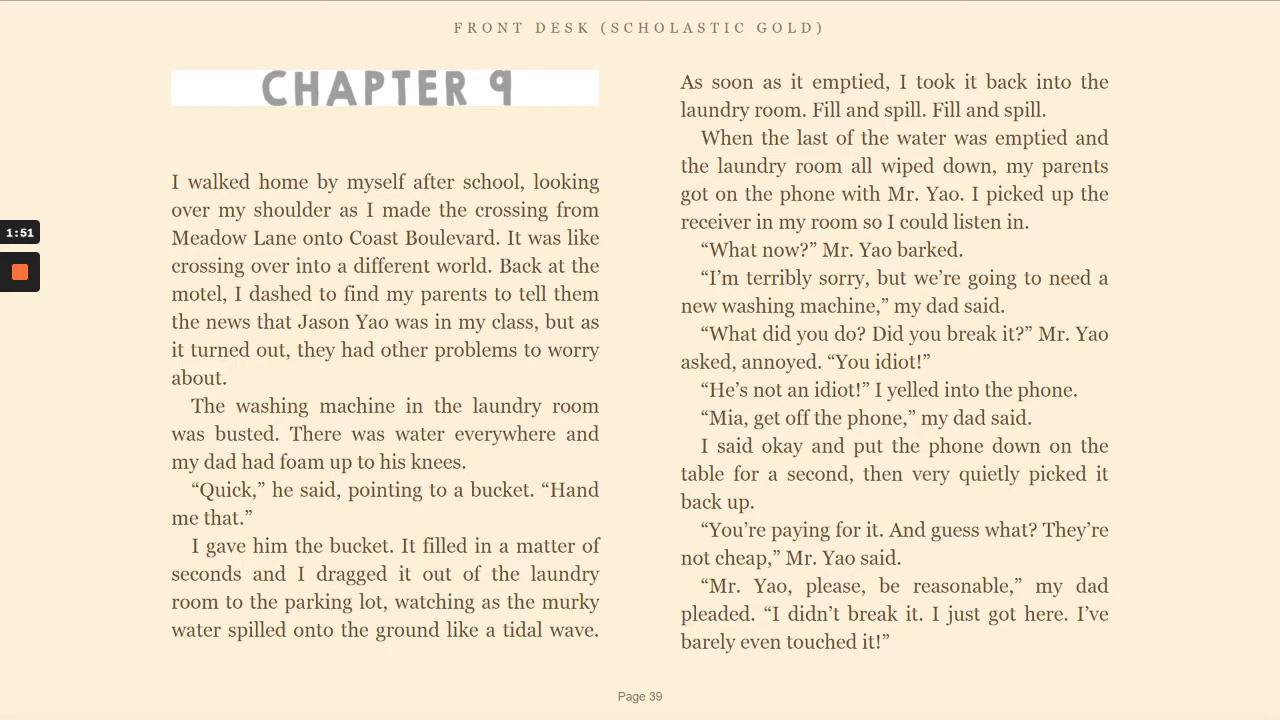 FRONT DESK (SCHOLASTIC GOLD)
CHAPTER 9
I walked home by myself after school, looking
over my shoulder as I made the crossing from
Meadow Lane onto Coast Boulevard. It was like
crossing over into a different world. Back at the
motel, I dashed to find my parents to tell them
the news that Jason Yao was in my class, but as
it turned out, they had other problems to worry
about.
The washing machine in the laundry room
was busted. There was water everywhere and
my dad had foam up to his knees.
“Quick,” he said, pointing to a bucket. “Hand
me that.”
I gave him the bucket. It filled in a matter of
seconds and I dragged it out of the laundry
room to the parking lot, watching as the murky
water spilled onto the ground like a tidal wave.
As soon as it emptied, I took it back into the
laundry room. Fill and spill. Fill and spill.
When the last of the water was emptied and
the laundry room all wiped down, my parents
got on the phone with Mr. Yao. I picked up the
receiver in my room so I could listen in.
“What now?” Mr. Yao barked.
“I’m terribly sorry, but we’re going to need a
new washing machine,” my dad said.
“What did you do? Did you break it?” Mr. Yao
asked, annoyed. “You idiot!”
“He’s not an idiot!” I yelled into the phone.
“Mia, get off the phone,” my dad said.
I said okay and put the phone down on the
table for a second, then very quietly picked it
back up.
“You’re paying for it. And guess what? They’re
not cheap,” Mr. Yao said.
“Mr. Yao, please, be reasonable,” my dad
pleaded. “I didn’t break it. I just got here. I’ve
barely even touched it!”
1:51
Page 39